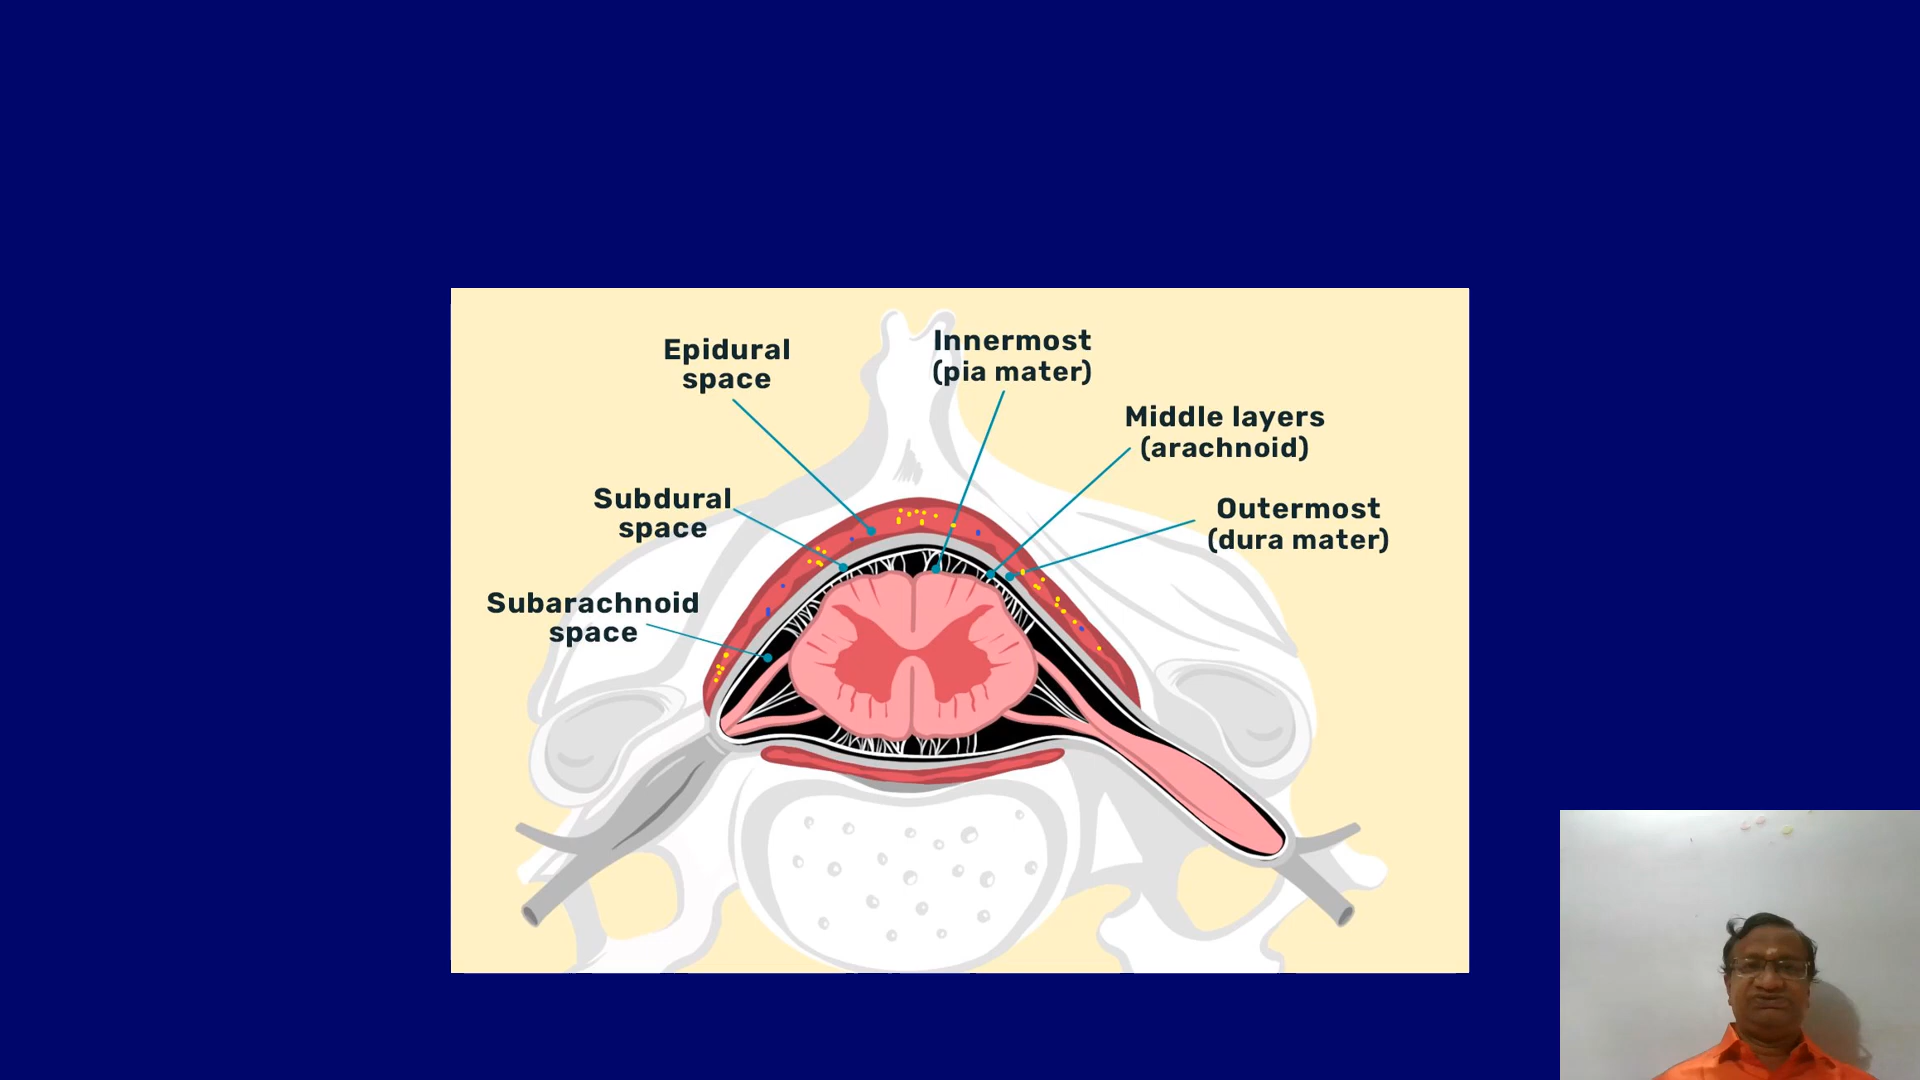 Epidural
space
Innermost
(pia mater)
Middle layers
(arachnoid)
Subdural
space
Outermost
(dura mater)
Subarachnoid
space